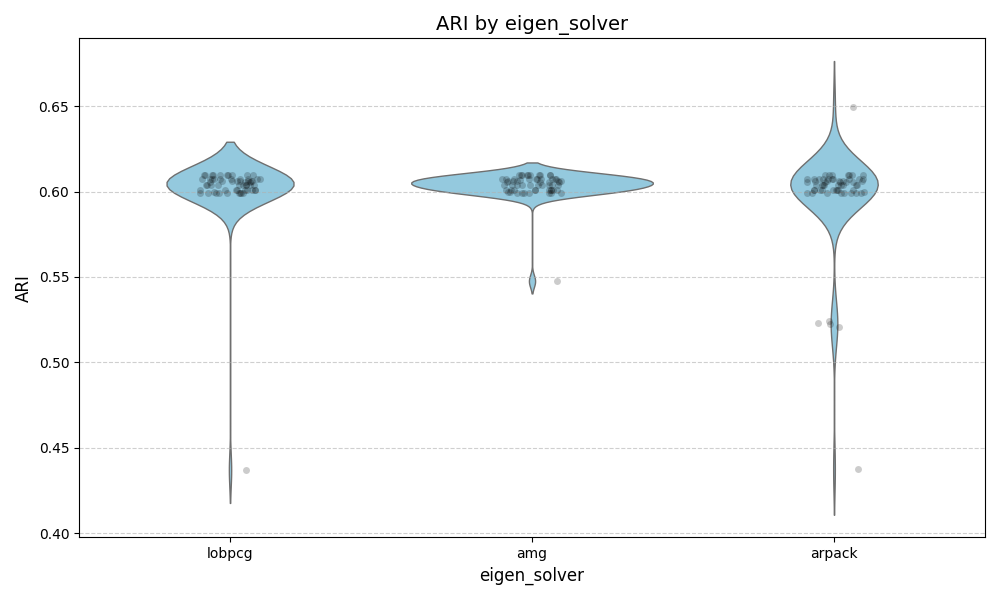 ARI by eigen_solver
ARI
0.65
0.60
0.55
0.50
0.45
0.40
lobpcg
amg
arpack
eigen_solver